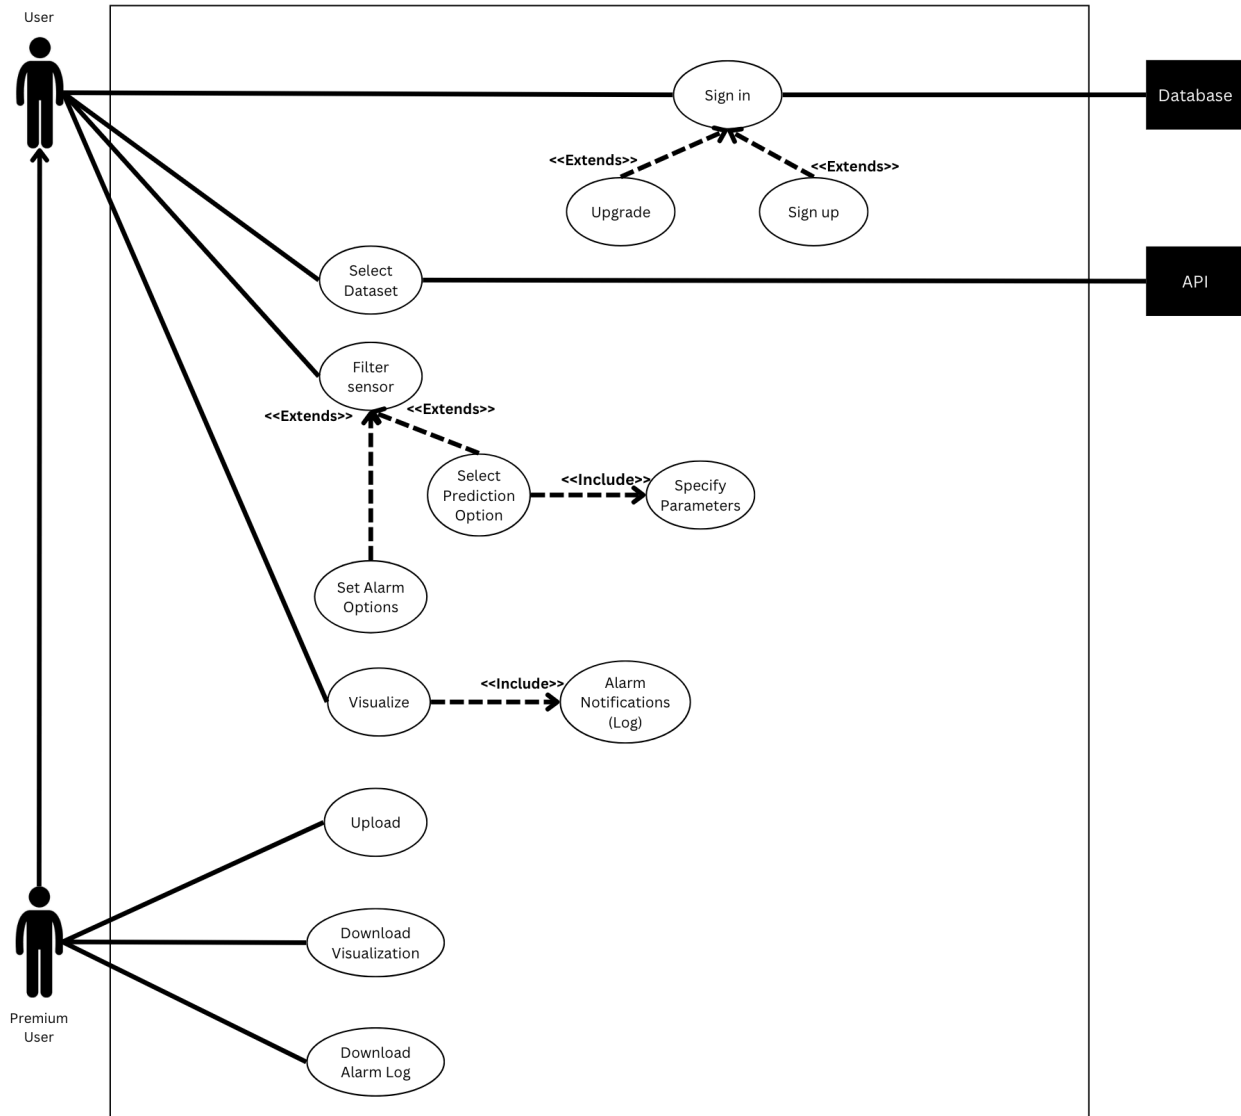 User
Sign in
Database
<<Extends>>
<<Extends>>
Upgrade
Sign up
Select
Dataset
API
Filter
sensor
<<Extends>>
<<Extends>>
Select
Prediction
Option
<<Include>>
Specify
Parameters
Set Alarm
Options
Visualize
<<Include>>
Alarm
Notifications
(Log)
Upload
Download
Visualization
Premium
User
Download
Alarm Log